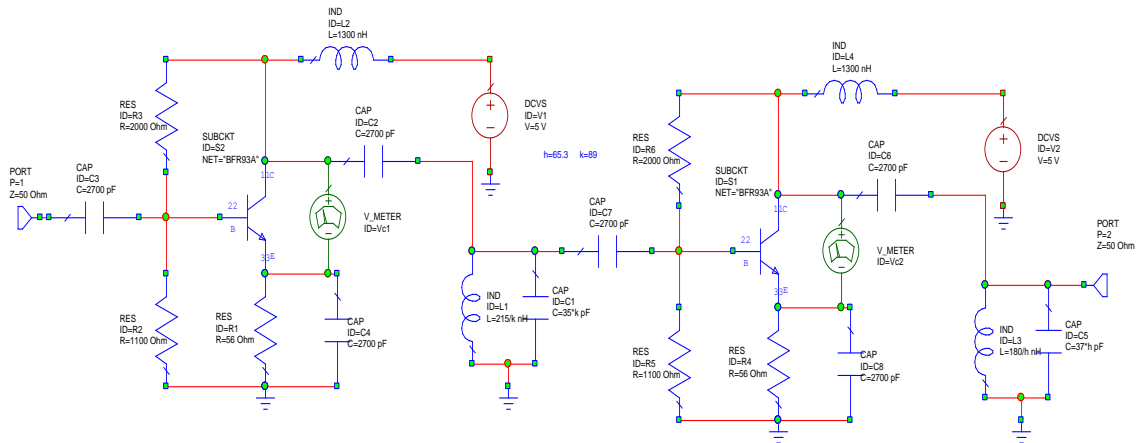 IND
ID=L2
L=1300 nH
RES
ID=R3
R=2000 Ohm
CAP
ID=C2
C=2700 pF
DCVS
ID=V1
V=5 V
SUBCKT
ID=S2
NET="BFR93A"
PORT
P=1
Z=50 Ohm
CAP
ID=C3
C=2700 pF
11C
22
B
33E
V_METER
ID=Vc1
RES
ID=R2
R=1100 Ohm
RES
ID=R1
R=56 Ohm
CAP
ID=C4
C=2700 pF
h=65.3 k=89
IND
ID=L1
L=215/k nH
CAP
ID=C1
C=35*k pF
CAP
ID=C7
C=2700 pF
IND
ID=L4
L=1300 nH
RES
ID=R6
R=2000 Ohm
CAP
ID=C6
C=2700 pF
DCVS
ID=V2
V=5 V
SUBCKT
ID=S1
NET="BFR93A"
11C
22
B
33E
V_METER
ID=Vc2
RES
ID=R5
R=1100 Ohm
RES
ID=R4
R=56 Ohm
CAP
ID=C8
C=2700 pF
PORT
P=2
Z=50 Ohm
IND
ID=L3
L=180/h nH
CAP
ID=C5
C=37*h pF